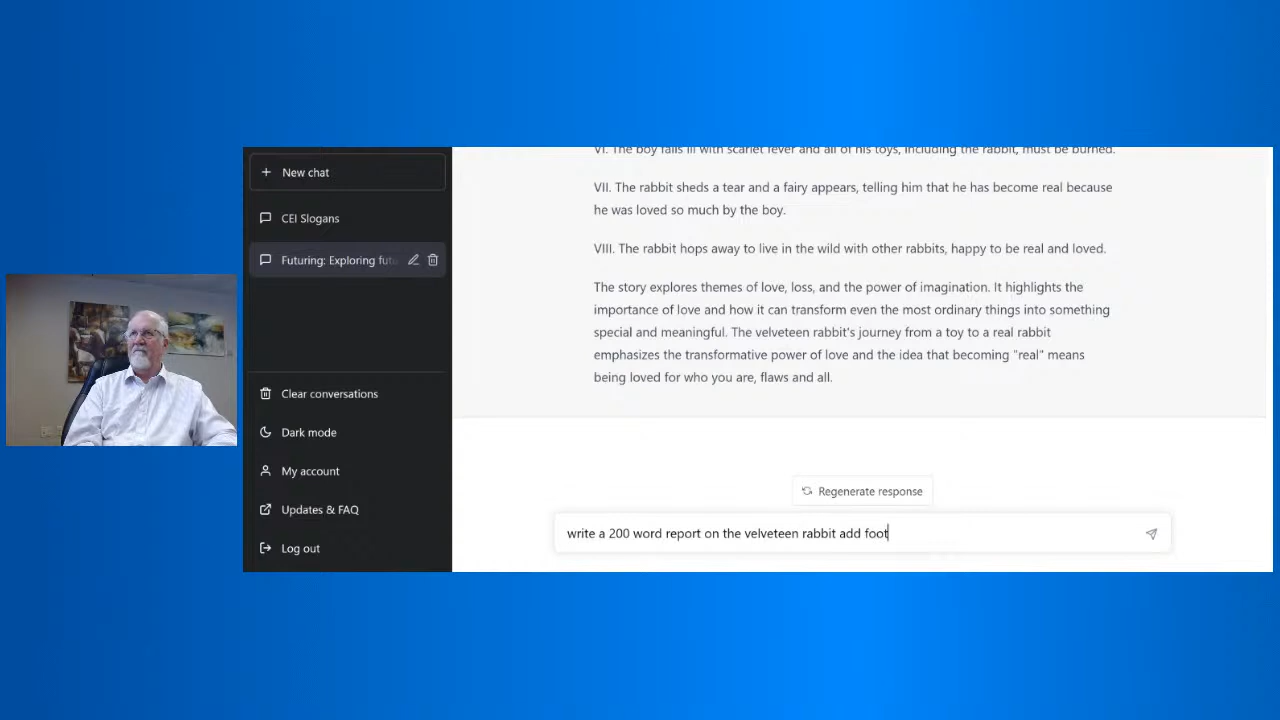 New chat
CEI Slogans
Futuring: Exploring futu
Clear conversations
Dark mode
My account
Updates & FAQ
Log out
VI. The boy falls ill with scarlet fever and all of his toys, including the rabbit, must be burned.
VII. The rabbit sheds a tear and a fairy appears, telling him that he has become real because
he was loved so much by the boy.
VIII. The rabbit hops away to live in the wild with other rabbits, happy to be real and loved.
The story explores themes of love, loss, and the power of imagination. It highlights the
importance of love and how it can transform even the most ordinary things into something
special and meaningful. The velveteen rabbit's journey from a toy to a real rabbit
emphasizes the transformative power of love and the idea that becoming "real" means
being loved for who you are, flaws and all.
Regenerate response
write a 200 word report on the velveteen rabbit add foot